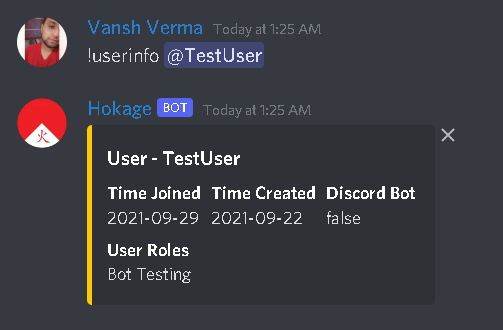 Vansh Verma Today at 1:25 AM
!userinfo @TestUser
火
Hokage BOT Today at 1:25 AM
User - TestUser
Time Joined Time Created Discord Bot
2021-09-29 2021-09-22 false
User Roles
Bot Testing